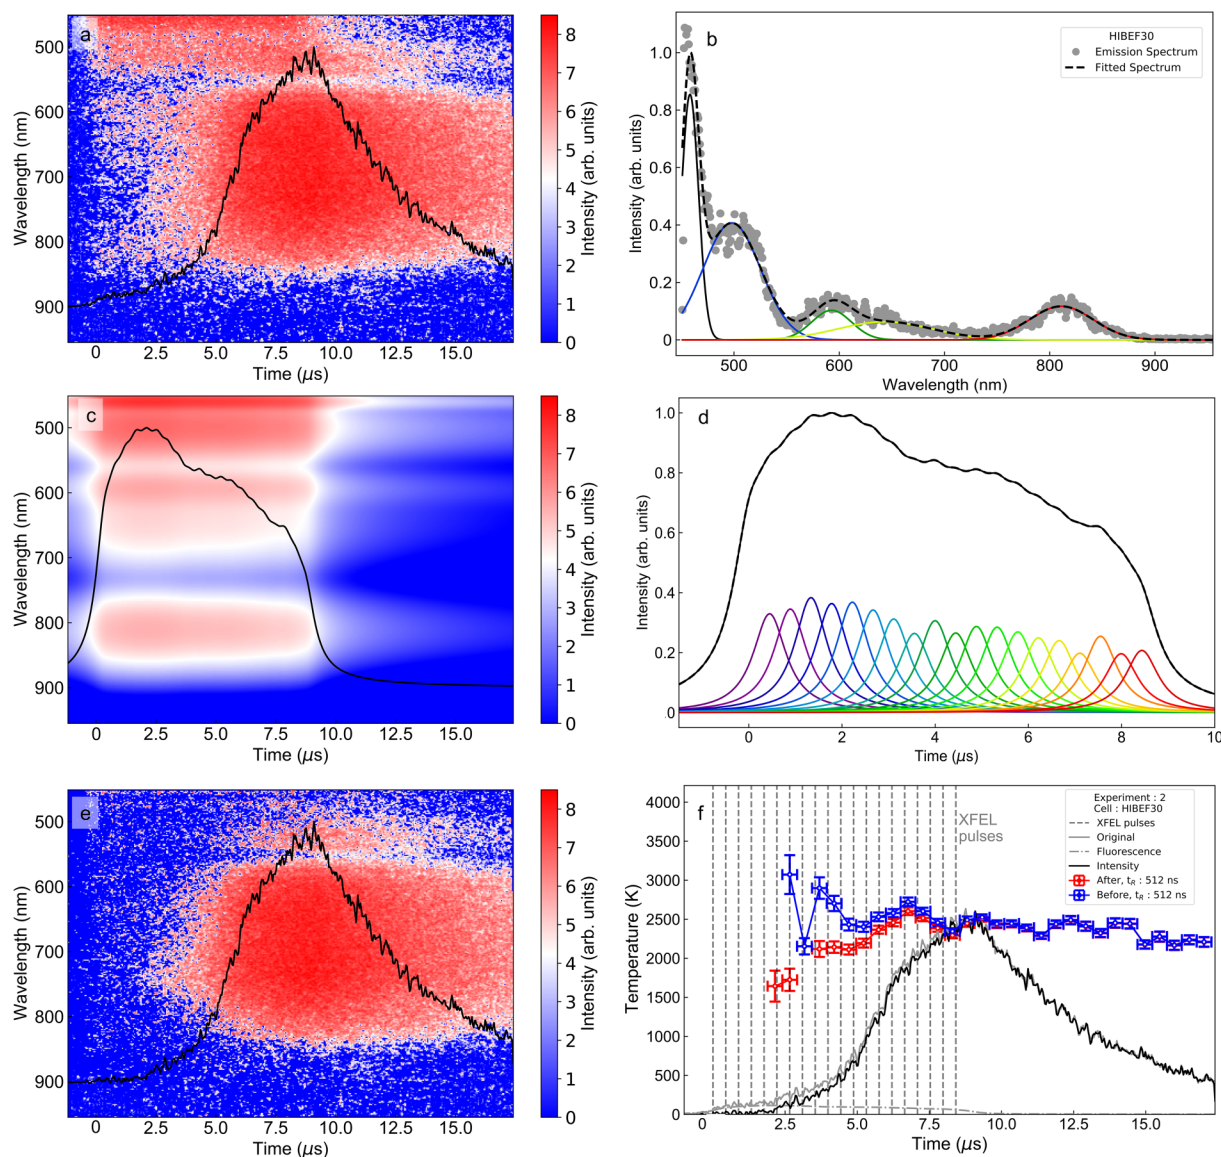 a
500
600
700
800
900
Wavelength (nm)
0 2.5 5.0 7.5 10.0 12.5 15.0
Time (μs)
8
7
6
5
4
3
2
1
0
Intensity (arb. units)
b
HIBEF30
Emission Spectrum
Fitted Spectrum
1.0
0.8
0.6
0.4
0.2
0
Intensity (arb. units)
500 600 700 800 900
Wavelength (nm)
c
500
600
700
800
900
Wavelength (nm)
0 2.5 5.0 7.5 10.0 12.5 15.0
Time (μs)
8
7
6
5
4
3
2
1
0
Intensity (arb. units)
d
1.0
0.8
0.6
0.4
0.2
0
Intensity (arb. units)
0 2 4 6 8 10
Time (μs)
e
500
600
700
800
900
Wavelength (nm)
0 2.5 5.0 7.5 10.0 12.5 15.0
Time (μs)
8
7
6
5
4
3
2
1
0
Intensity (arb. units)
f
XFEL
pulses
Experiment : 2
Cell : HIBEF30
XFEL pulses
Original
Fluorescence
Intensity
After, tR : 512 ns
Before, tR : 512 ns
4000
3500
3000
2500
2000
1500
1000
500
0
Temperature (K)
0 2.5 5.0 7.5 10.0 12.5 15.0
Time (μs)